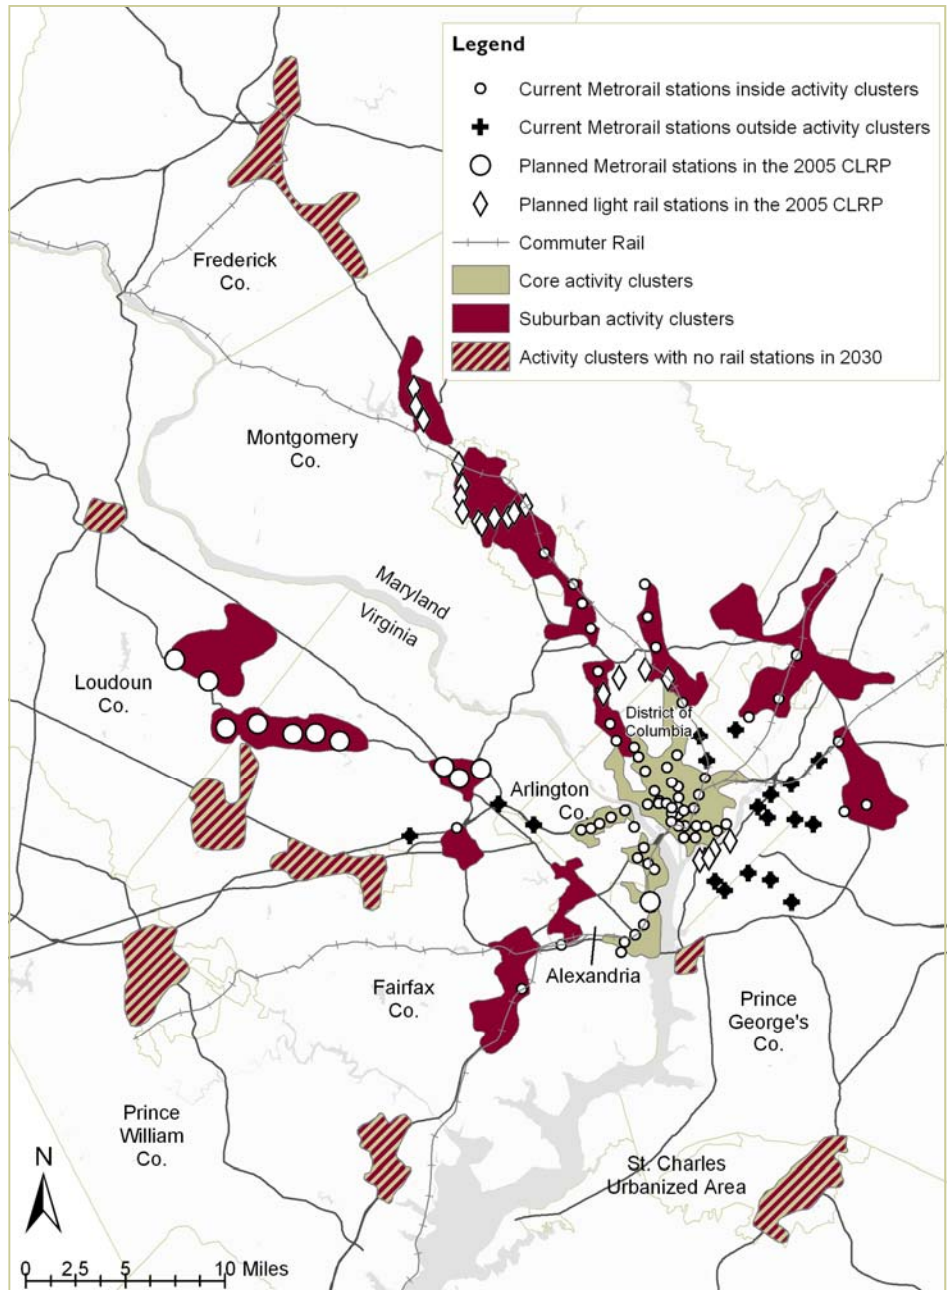 Legend
Current Metrorail stations inside activity clusters
Current Metrorail stations outside activity clusters
Planned Metrorail stations in the 2005 CLRP
Planned light rail stations in the 2005 CLRP
Commuter Rail
Core activity clusters
Suburban activity clusters
Activity clusters with no rail stations in 2030
Frederick
Co.
Montgomery
Co.
Maryland
Virginia
Loudoun
Co.
District of
Columbia
Arlington
Co.
Alexandria
Fairfax
Co.
Prince
George's
Co.
Prince
William
Co.
St. Charles
Urbanized Area
N
0 2.5 5 10 Miles